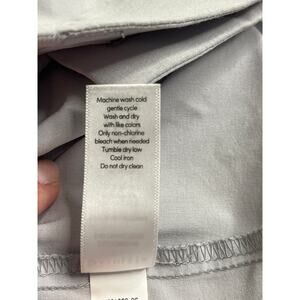 Machine wash cold
gentle cycle
Wash and dry
with like colors
Only non-chlorine
bleach when needed
Tumble dry low
Cool iron
Do not dry clean